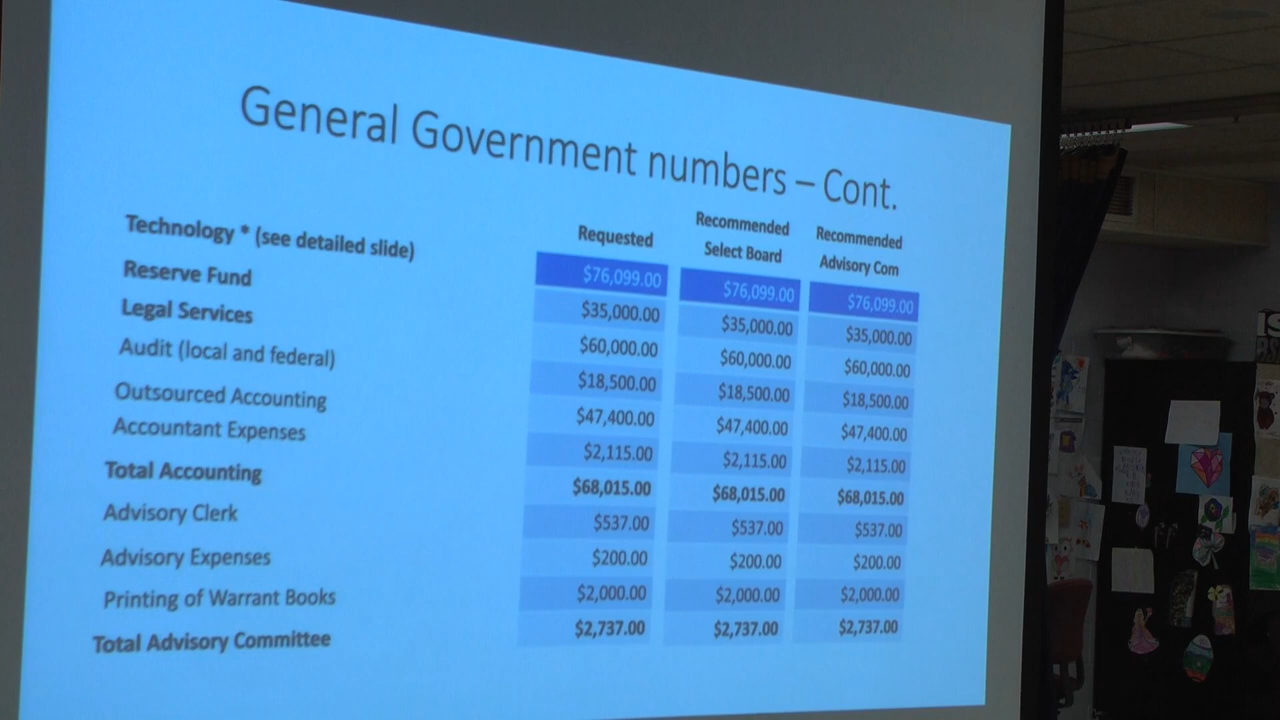 General Government numbers – Cont.
Requested Recommended Select Board Recommended Advisory Com
Technology * (see detailed slide) $76,099.00 $76,099.00 $76,099.00
Reserve Fund $35,000.00 $35,000.00 $35,000.00
Legal Services $60,000.00 $60,000.00 $60,000.00
Audit (local and federal) $18,500.00 $18,500.00 $18,500.00
Outsourced Accounting $47,400.00 $47,400.00 $47,400.00
Accountant Expenses $2,115.00 $2,115.00 $2,115.00
Total Accounting $68,015.00 $68,015.00 $68,015.00
Advisory Clerk $537.00 $537.00 $537.00
Advisory Expenses $200.00 $200.00 $200.00
Printing of Warrant Books $2,000.00 $2,000.00 $2,000.00
Total Advisory Committee $2,737.00 $2,737.00 $2,737.00